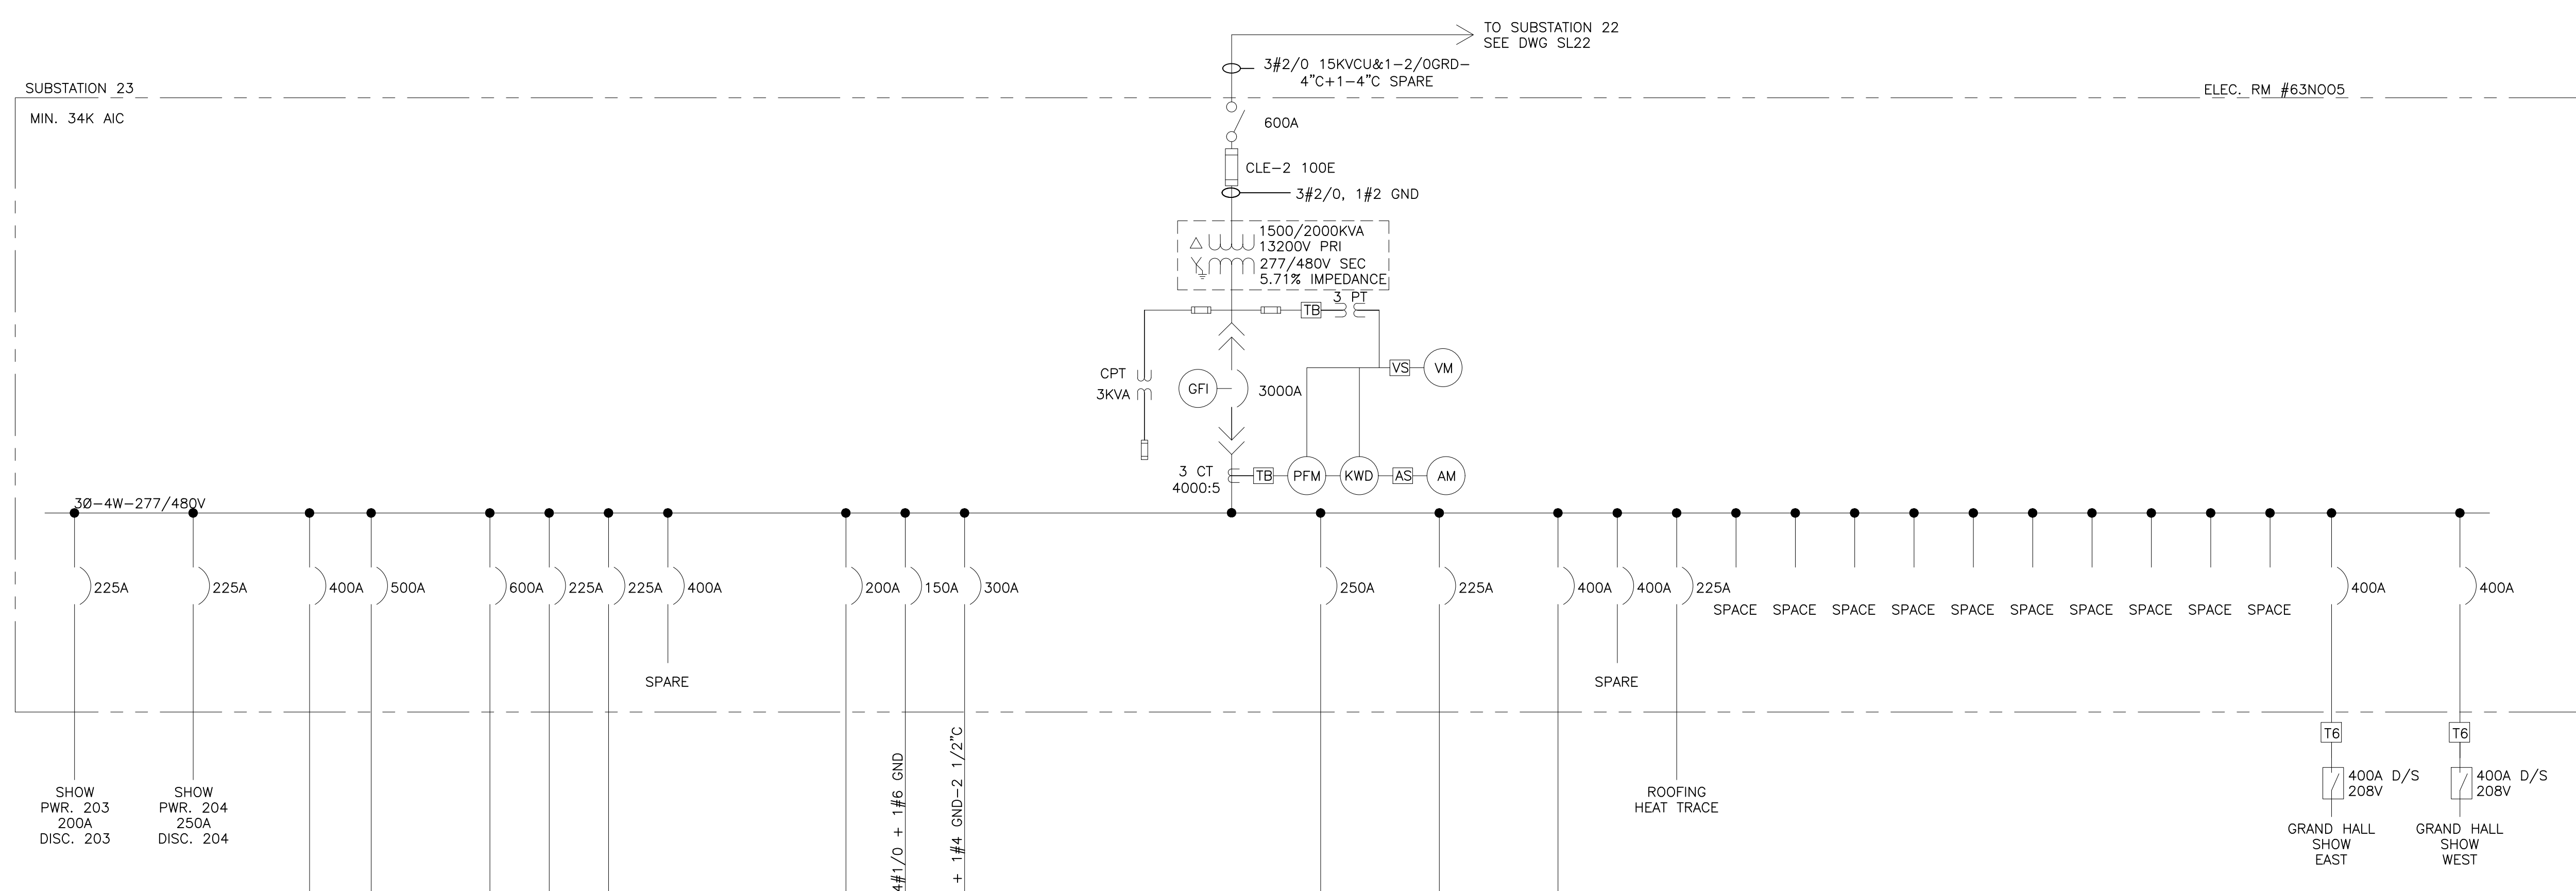 TO SUBSTATION 22
SEE DWG SL22
3#2/0 15KVCU&1-2/0GRD-
4"C+1-4"C SPARE
SUBSTATION 23
ELEC. RM #63N005
MIN. 34K AIC
600A
CLE-2 100E
3#2/0, 1#2 GND
1500/2000KVA
13200V PRI
277/480V SEC
5.71% IMPEDANCE
3 PT
TB
CPT
3KVA
GFI
3000A
VS
VM
3 CT
4000:5
TB
PFM
KWD
AS
AM
3Ø-4W-277/480V
225A
225A
400A
500A
600A
225A
225A
400A
200A
150A
300A
250A
225A
400A
400A
225A
400A
400A
SPACE
SPACE
SPACE
SPACE
SPACE
SPACE
SPACE
SPACE
SPACE
SPACE
SPARE
SPARE
4#1/0 + 1#6 GND
+ 1#4 GND-2 1/2"C
T6
T6
400A D/S
208V
400A D/S
208V
SHOW
PWR. 203
200A
DISC. 203
SHOW
PWR. 204
250A
DISC. 204
ROOFING
HEAT TRACE
GRAND HALL
SHOW
EAST
GRAND HALL
SHOW
WEST